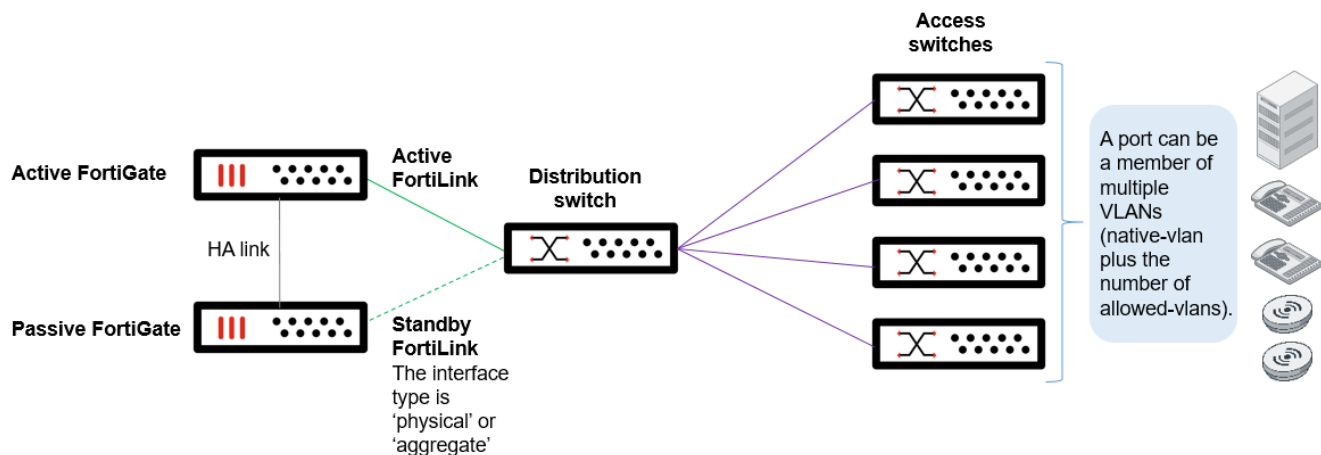 Access
switches
Active FortiGate
Active
FortiLink
Distribution
switch
HA link
Passive FortiGate
Standby
FortiLink
The interface
type is
‘physical’ or
‘aggregate’
A port can be
a member of
multiple
VLANs
(native-vlan
plus the
number of
allowed-vlans).